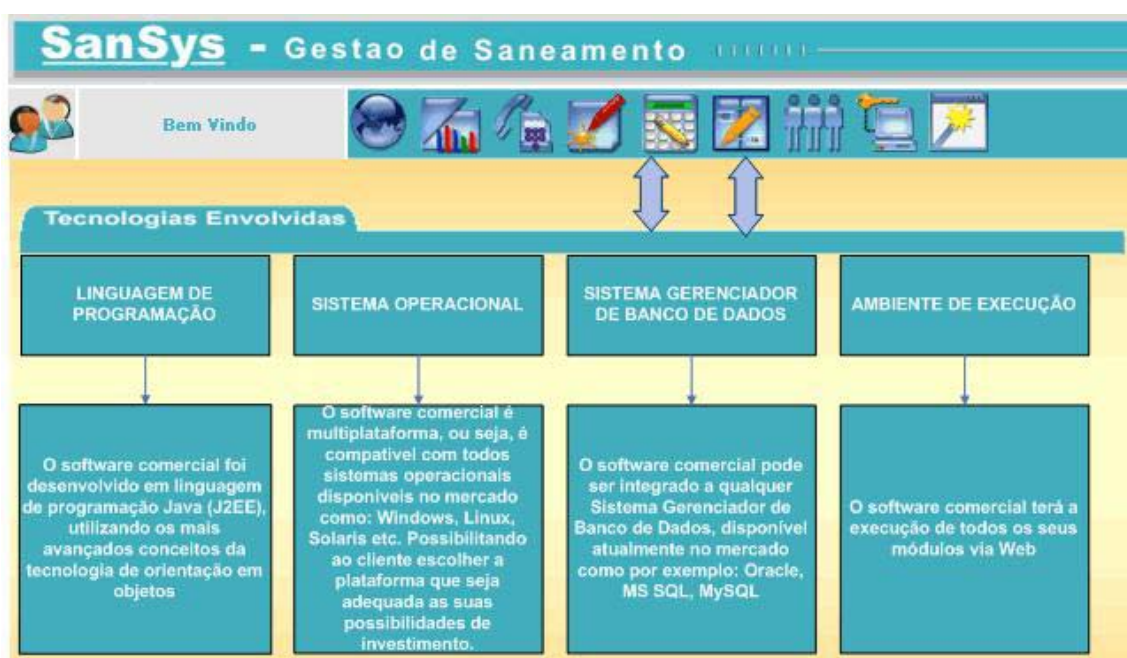 SanSys - Gestao de Saneamento
Bem Vindo
Tecnologias Envolvidas
LINGUAGEM DE
PROGRAMAÇÃO
SISTEMA OPERACIONAL
SISTEMA GERENCIADOR
DE BANCO DE DADOS
AMBIENTE DE EXECUÇÃO
O software comercial foi
desenvolvido em linguagem
de programação Java (J2EE),
utilizando os mais
avançados conceitos da
tecnologia de orientação em
objetos
O software comercial é
multiplataforma, ou seja, é
compativel com todos
sistemas operacionais
disponiveis no mercado
como: Windows, Linux,
Solaris etc. Possibilitando
ao cliente escolher a
plataforma que seja
adequada as suas
possibilidades de
investimento.
O software comercial pode
ser integrado a qualquer
Sistema Gerenciador de
Banco de Dados, disponível
atualmente no mercado
como por exemplo: Oracle,
MS SQL, MySQL
O software comercial terá a
execução de todos os seus
módulos via Web